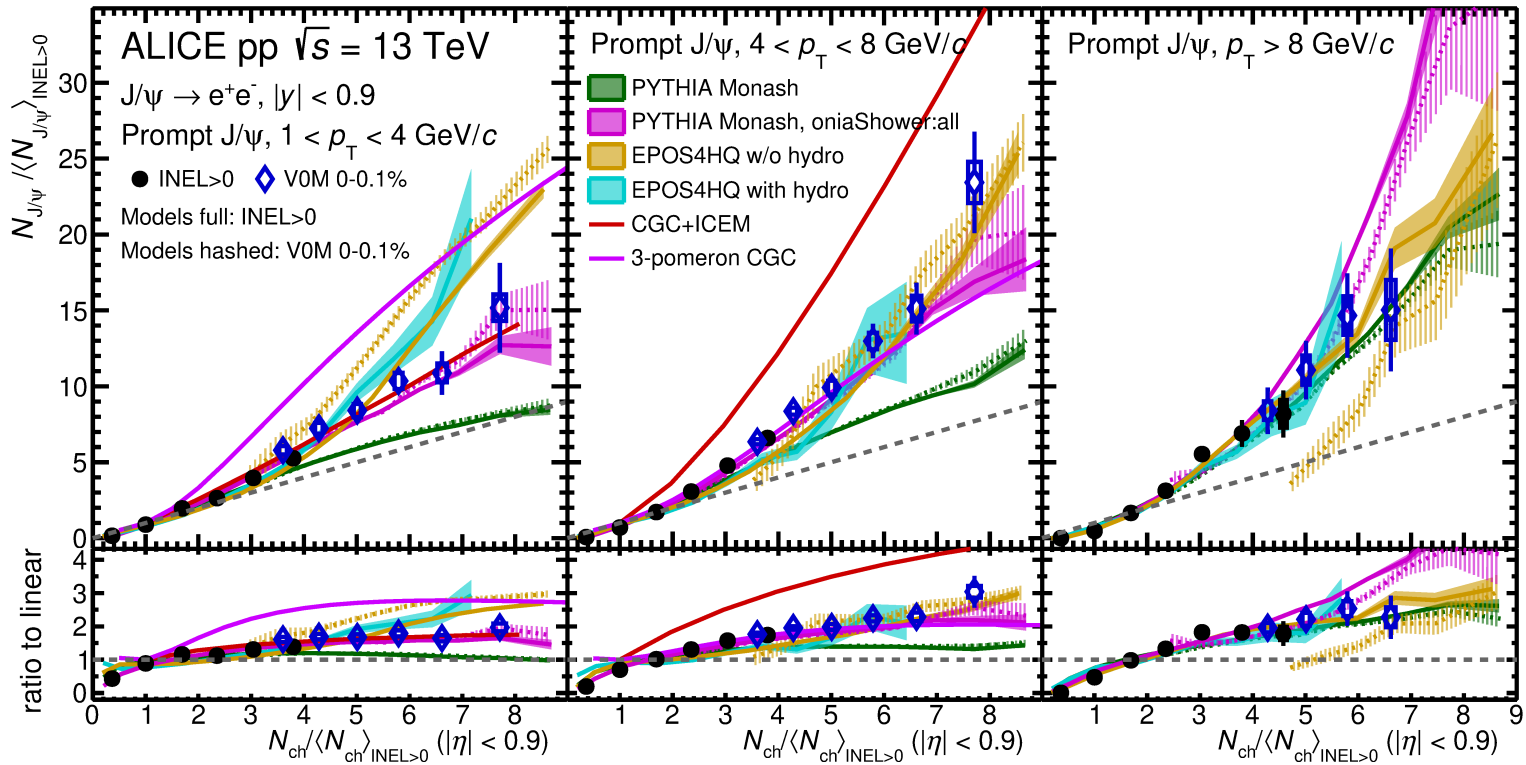 ALICE pp √s = 13 TeV
J/ψ → e⁺e⁻, |y| < 0.9
Prompt J/ψ, 1 < p_T < 4 GeV/c
INEL>0
V0M 0-0.1%
Models full: INEL>0
Models hashed: V0M 0-0.1%
Prompt J/ψ, 4 < p_T < 8 GeV/c
PYTHIA Monash
PYTHIA Monash, oniaShower:all
EPOS4HQ w/o hydro
EPOS4HQ with hydro
CGC+ICEM
3-pomeron CGC
Prompt J/ψ, p_T > 8 GeV/c
N_J/ψ /⟨N_J/ψ⟩_INEL>0
30
25
20
15
10
5
0
ratio to linear
4
3
2
1
0
0 1 2 3 4 5 6 7 8
1 2 3 4 5 6 7 8
1 2 3 4 5 6 7 8 9
N_ch/⟨N_ch⟩_INEL>0 (|η| < 0.9)
N_ch/⟨N_ch⟩_INEL>0 (|η| < 0.9)
N_ch/⟨N_ch⟩_INEL>0 (|η| < 0.9)